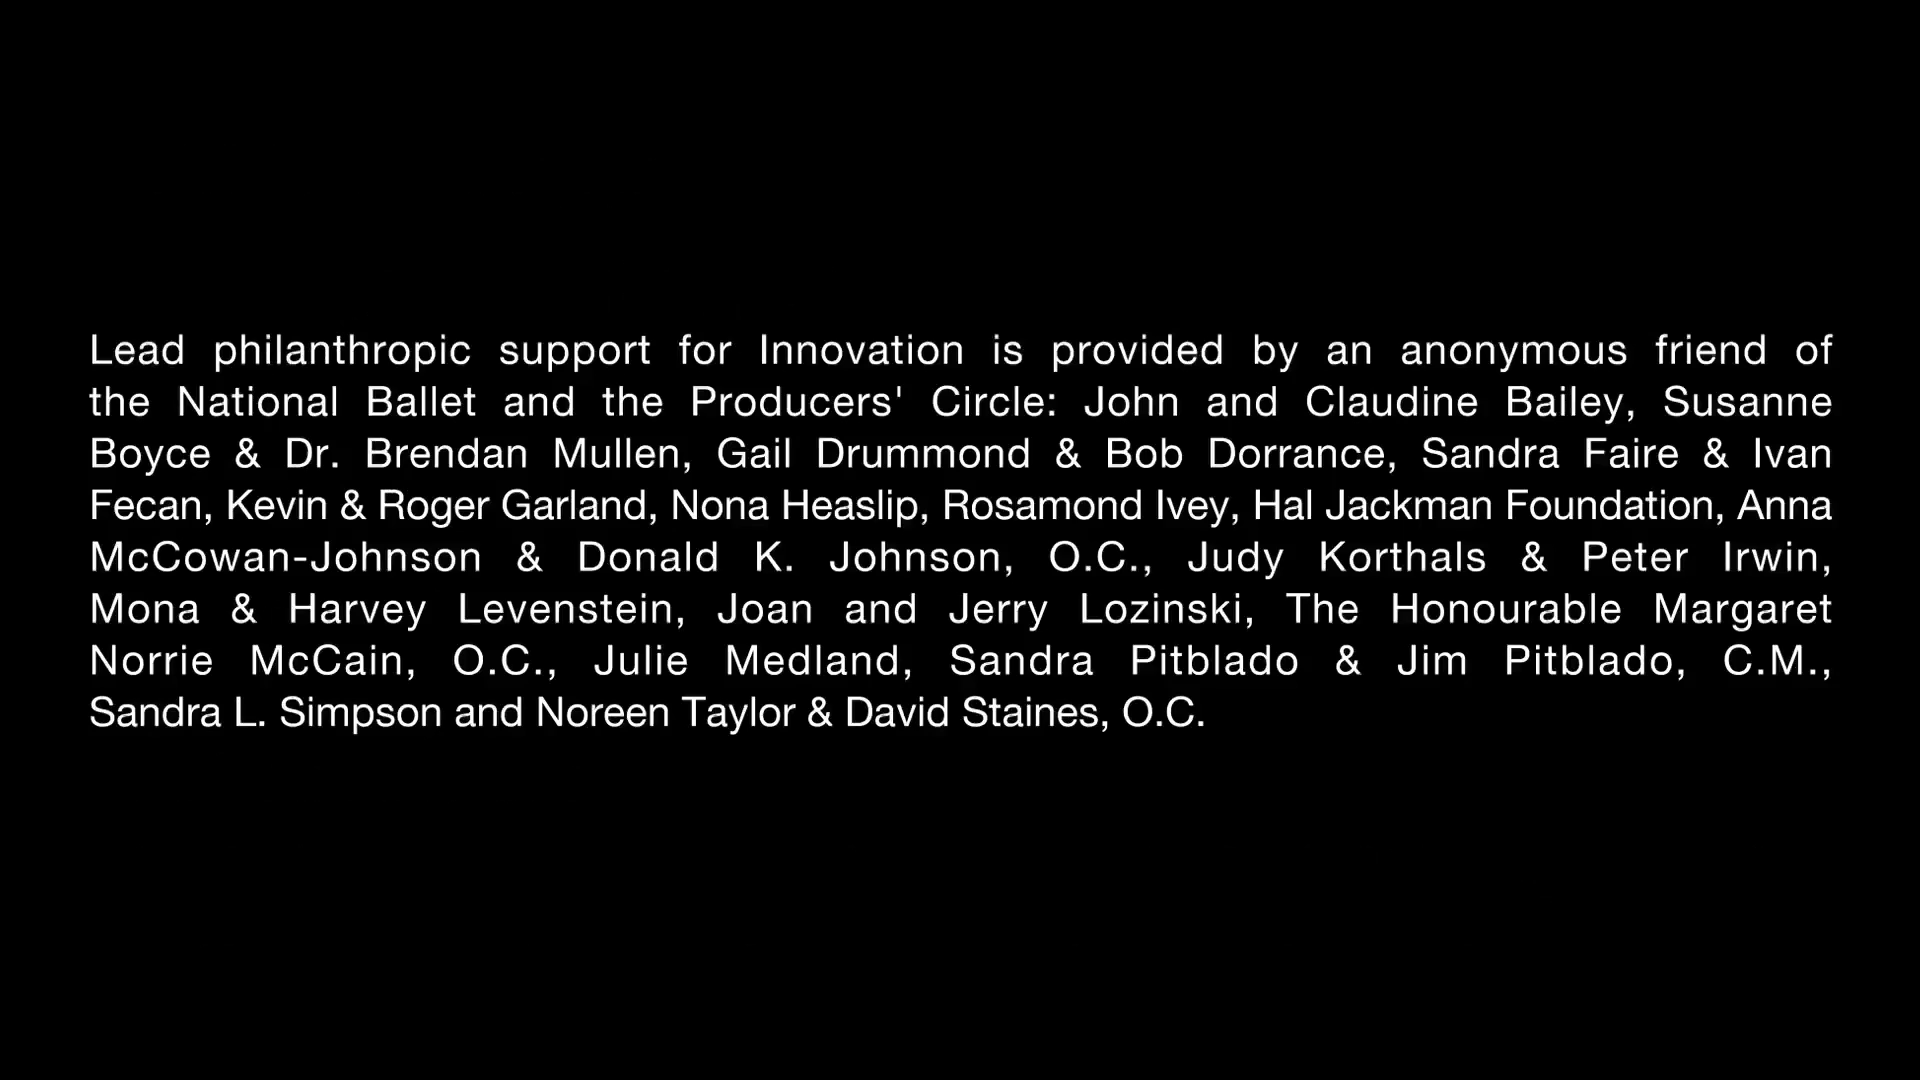 Lead philanthropic support for Innovation is provided by an anonymous friend of
the National Ballet and the Producers' Circle: John and Claudine Bailey, Susanne
Boyce & Dr. Brendan Mullen, Gail Drummond & Bob Dorrance, Sandra Faire & Ivan
Fecan, Kevin & Roger Garland, Nona Heaslip, Rosamond Ivey, Hal Jackman Foundation, Anna
McCowan-Johnson & Donald K. Johnson, O.C., Judy Korthals & Peter Irwin,
Mona & Harvey Levenstein, Joan and Jerry Lozinski, The Honourable Margaret
Norrie McCain, O.C., Julie Medland, Sandra Pitblado & Jim Pitblado, C.M.,
Sandra L. Simpson and Noreen Taylor & David Staines, O.C.